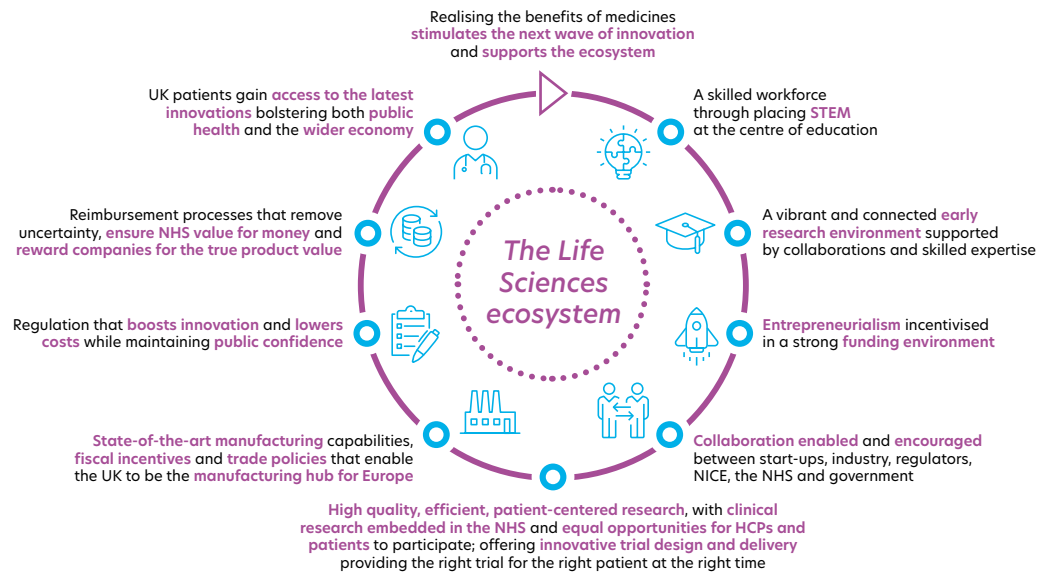 Realising the benefits of medicines
stimulates the next wave of innovation
and supports the ecosystem
A skilled workforce
through placing STEM
at the centre of education
A vibrant and connected early
research environment supported
by collaborations and skilled expertise
Entrepreneurialism incentivised
in a strong funding environment
Collaboration enabled and encouraged
between start-ups, industry, regulators,
NICE, the NHS and government
High quality, efficient, patient-centered research, with clinical
research embedded in the NHS and equal opportunities for HCPs and
patients to participate; offering innovative trial design and delivery
providing the right trial for the right patient at the right time
State-of-the-art manufacturing capabilities,
fiscal incentives and trade policies that enable
the UK to be the manufacturing hub for Europe
Regulation that boosts innovation and lowers
costs while maintaining public confidence
Reimbursement processes that remove
uncertainty, ensure NHS value for money and
reward companies for the true product value
UK patients gain access to the latest
innovations bolstering both public
health and the wider economy
The Life
Sciences
ecosystem